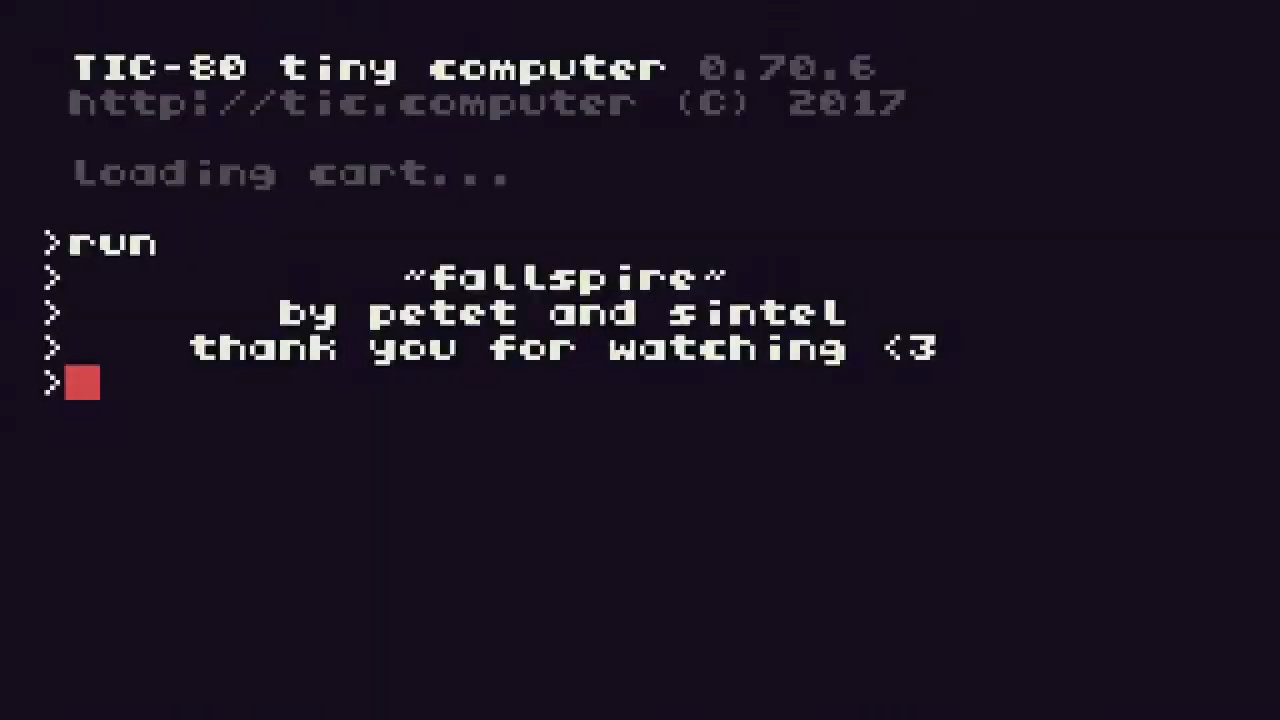 TIC-80 tiny computer 0.70.6
http://tic.computer (C) 2017
Loading cart...
>run
> ~fallspire~
> by petet and sintel
> thank you for watching <3
>